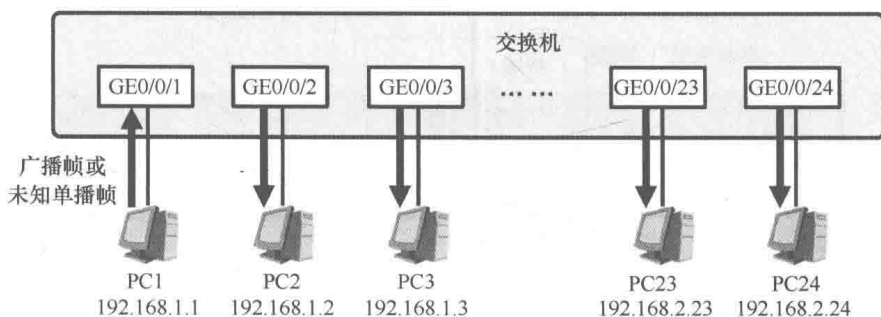 交换机
GE0/0/1 GE0/0/2 GE0/0/3 … … GE0/0/23 GE0/0/24
广播帧或
未知单播帧
PC1 PC2 PC3 PC23 PC24
192.168.1.1 192.168.1.2 192.168.1.3 192.168.2.23 192.168.2.24